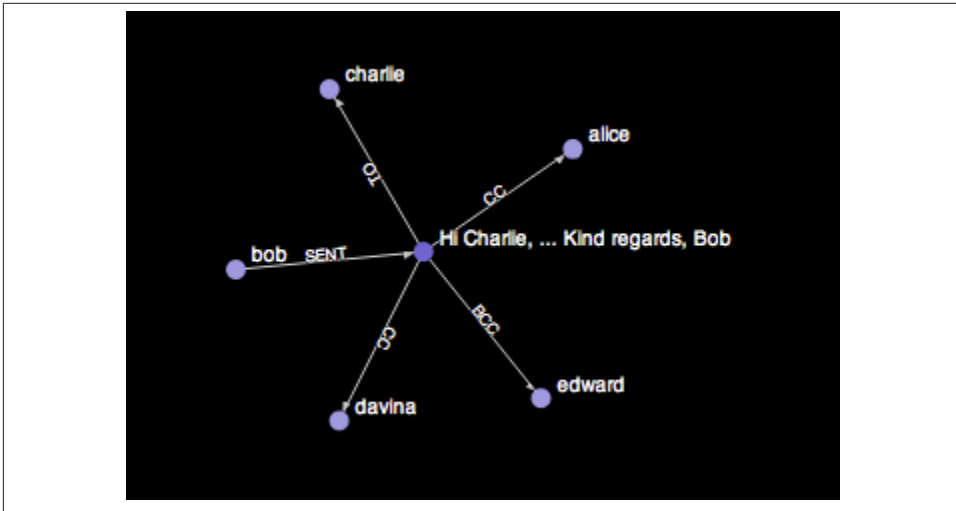 charlie
alice
TO
CC
Hi Charlie, ... Kind regards, Bob
bob
SENT
BCC
CC
edward
davina